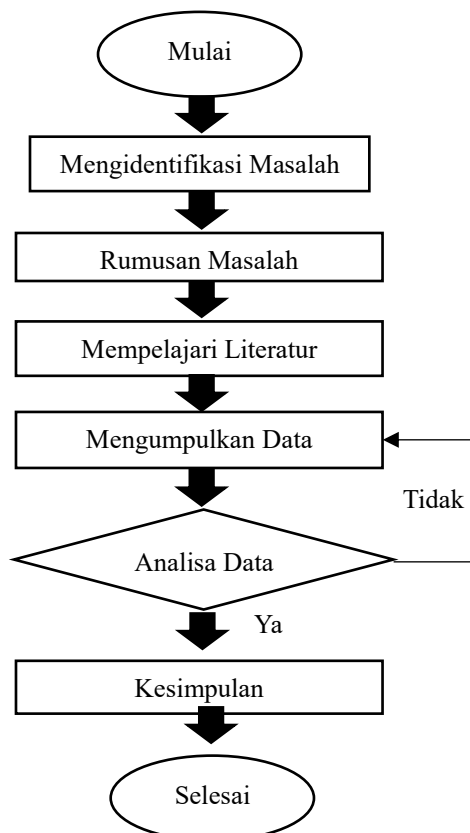 Mulai
Mengidentifikasi Masalah
Rumusan Masalah
Mempelajari Literatur
Mengumpulkan Data
Tidak
Analisa Data
Ya
Kesimpulan
Selesai